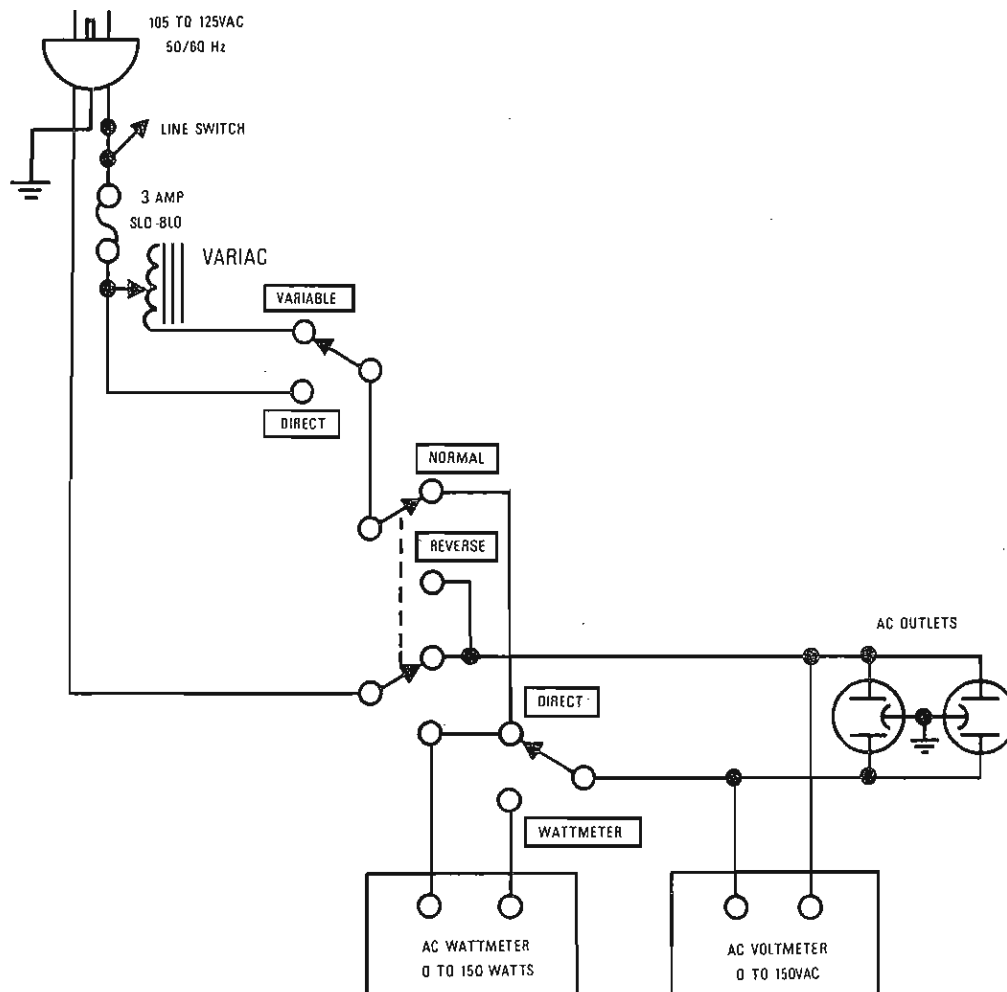 105 TO 125VAC
50/60 Hz
LINE SWITCH
3 AMP
SLO-BLO
VARIAC
VARIABLE
DIRECT
NORMAL
REVERSE
AC OUTLETS
DIRECT
WATTMETER
AC WATTMETER
0 TO 150 WATTS
AC VOLTMETER
0 TO 150VAC